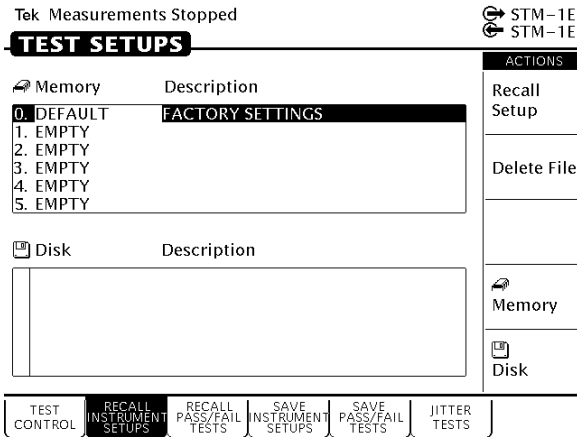 Tek Measurements Stopped
STM-1E
STM-1E
TEST SETUPS
ACTIONS
Memory Description
0. DEFAULT FACTORY SETTINGS
1. EMPTY
2. EMPTY
3. EMPTY
4. EMPTY
5. EMPTY
Disk Description
Recall
Setup
Delete File
Memory
Disk
TEST
CONTROL
RECALL
INSTRUMENT
SETUPS
RECALL
PASS/FAIL
TESTS
SAVE
INSTRUMENT
SETUPS
SAVE
PASS/FAIL
TESTS
JITTER
TESTS